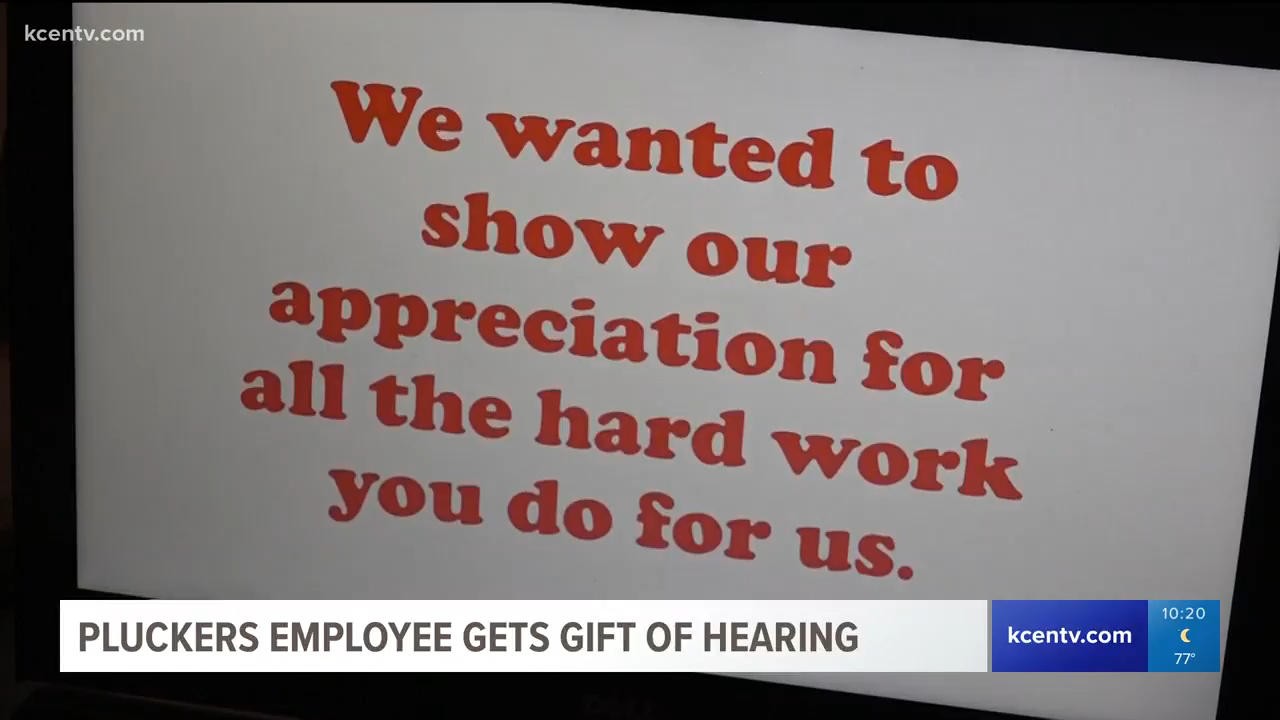 kcentv.com
We wanted to
show our
appreciation for
all the hard work
you do for us.
PLUCKERS EMPLOYEE GETS GIFT OF HEARING
kcentv.com
10:20
77°